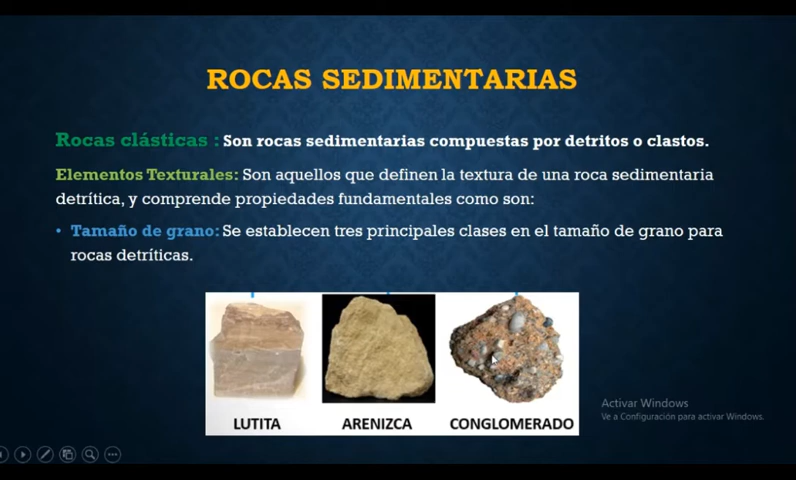 ROCAS SEDIMENTARIAS
Rocas clásticas : Son rocas sedimentarias compuestas por detritos o clastos.
Elementos Texturales: Son aquellos que definen la textura de una roca sedimentaria
detrítica, y comprende propiedades fundamentales como son:
• Tamaño de grano: Se establecen tres principales clases en el tamaño de grano para
rocas detríticas.
LUTITA ARENIZCA CONGLOMERADO
Activar Windows
Ve a Configuración para activar Windows.